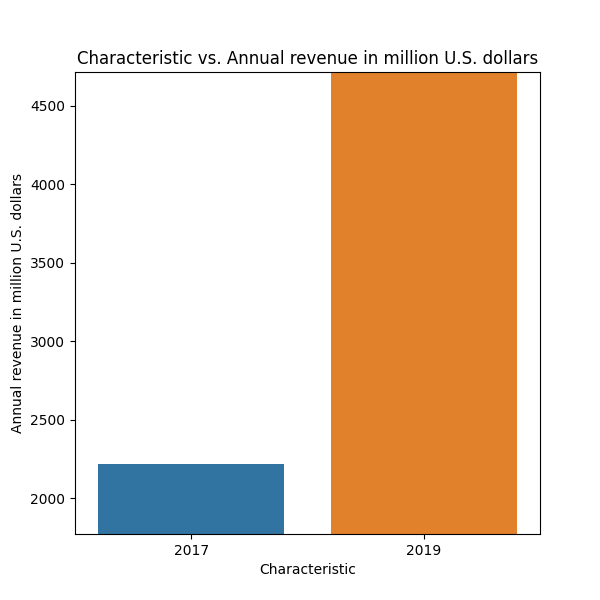 Characteristic vs. Annual revenue in million U.S. dollars
4500
4000
3500
3000
2500
2000
Annual revenue in million U.S. dollars
2017 2019
Characteristic